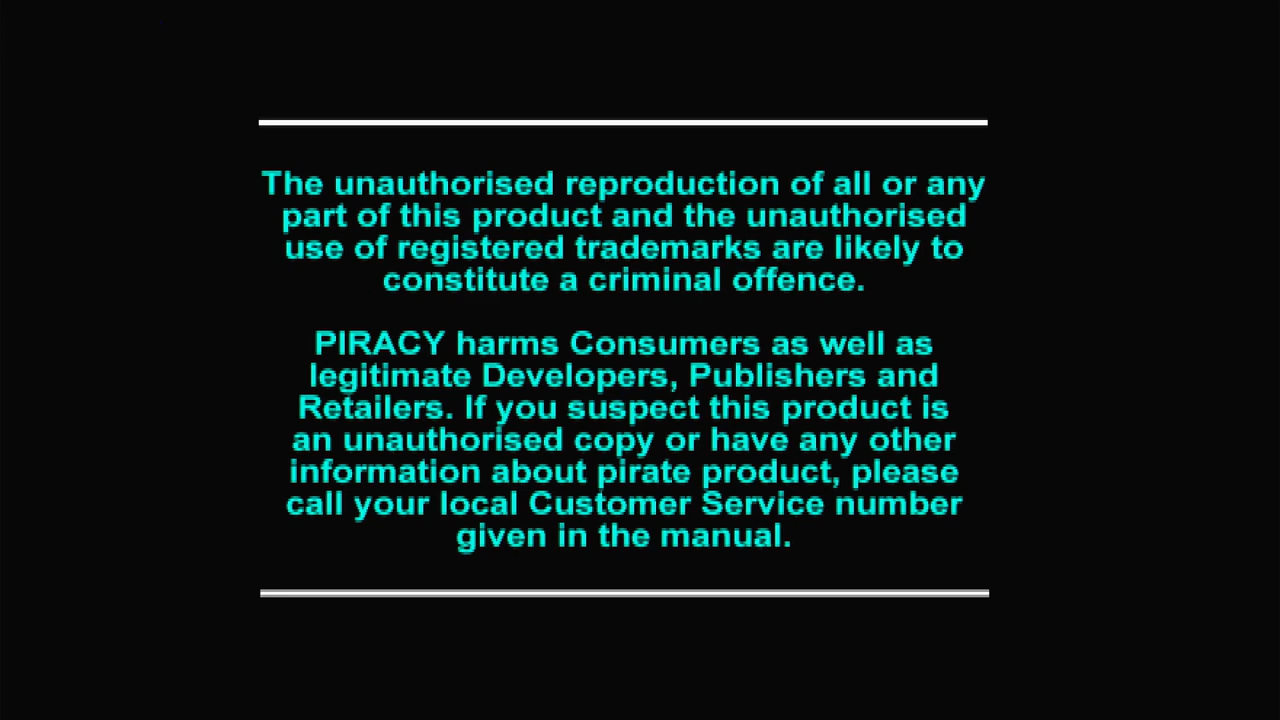 The unauthorised reproduction of all or any
part of this product and the unauthorised
use of registered trademarks are likely to
constitute a criminal offence.
PIRACY harms Consumers as well as
legitimate Developers, Publishers and
Retailers. If you suspect this product is
an unauthorised copy or have any other
information about pirate product, please
call your local Customer Service number
given in the manual.